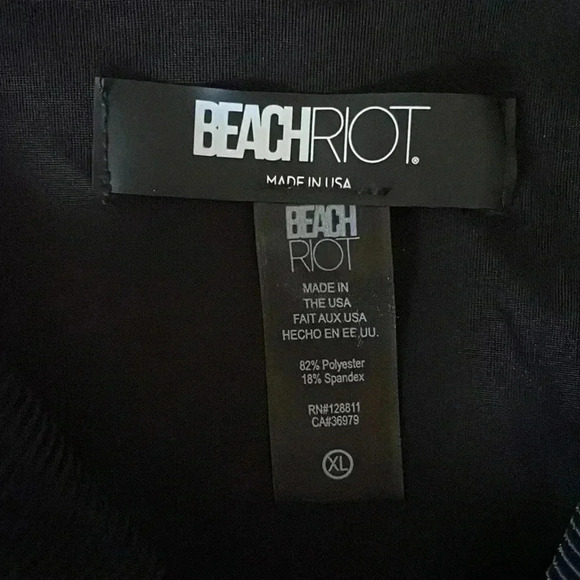 BEACHRIOT®
MADE IN USA
BEACH
RIOT
MADE IN
THE USA
FAIT AUX USA
HECHO EN EE.UU.
82% Polyester
18% Spandex
RN#128811
CA#36979
XL